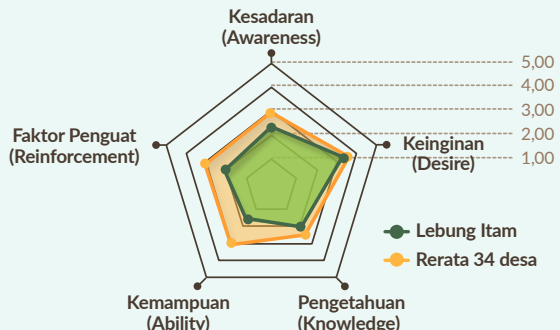 Kesadaran
(Awareness)
5,00
4,00
3,00
2,00
1,00
Faktor Penguat
(Reinforcement)
Keinginan
(Desire)
Lebung Itam
Rerata 34 desa
Kemampuan
(Ability)
Pengetahuan
(Knowledge)